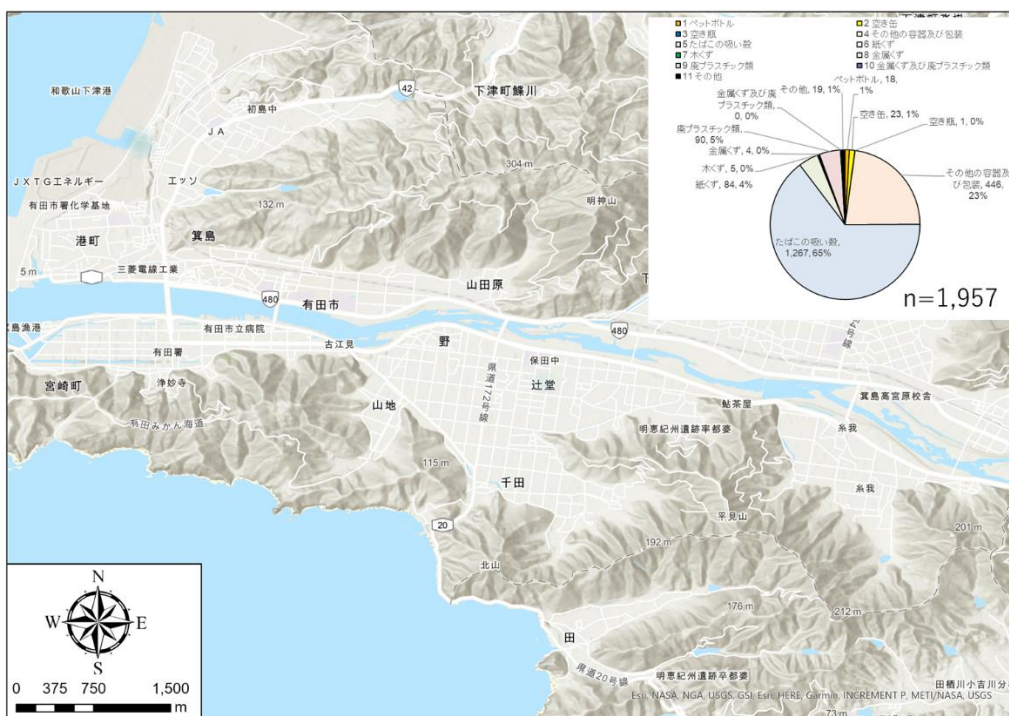 1 ペットボトル
2 空き缶
3 空き瓶
4 その他の容器及び包装
5 たばこの吸い殻
6 紙くず
7 木くず
8 金属くず
9 廃プラスチック類
10 金属くず及び廃プラスチック類
11 その他
金属くず及び廃
プラスチック類,
0, 0%
その他, 19, 1%
ペットボトル, 18,
1%
空き缶, 23, 1%
空き瓶, 1, 0%
廃プラスチック類,
90, 5%
金属くず, 4, 0%
木くず, 5, 0%
紙くず, 84, 4%
その他の容器及
び包装, 446,
23%
たばこの吸い殻,
1,267, 65%
n=1,957
和歌山下津港
42
下津町鰈川
初島中
JA
304 m
JXTGエネルギー
エッソ
有田市署化学基地
132 m
明神山
港町
箕島
5 m
三菱電線工業
山田原
480
有田市
480
有田市立病院
有田署
古江見
野
保田中
県道172号線
辻堂
宮崎町
浄妙寺
山地
鮎茶屋
箕島高宮原校舎
有田みかん海道
明恵紀州遺跡率都婆
糸我
115 m
千田
糸我
平見山
20
201 m
192 m
北山
176 m
212 m
田
県道20号線
明恵紀州遺跡卒都婆
田栖川小吉川分
73 m
N
W
E
S
0 375 750 1,500
m
Esri, NASA, NGA, USGS, GSI, Esri, HERE, Garmin, INCREMENT P, METI/NASA, USGS